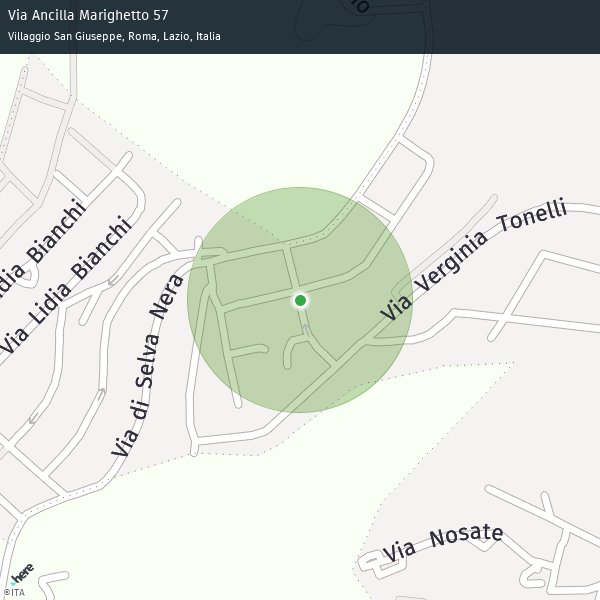 Via Ancilla Marighetto 57
Villaggio San Giuseppe, Roma, Lazio, Italia
Via Verginia Tonelli
Lidia Bianchi
Via Lidia Bianchi
Via di Selva Nera
Via Nosate
here
©ITA